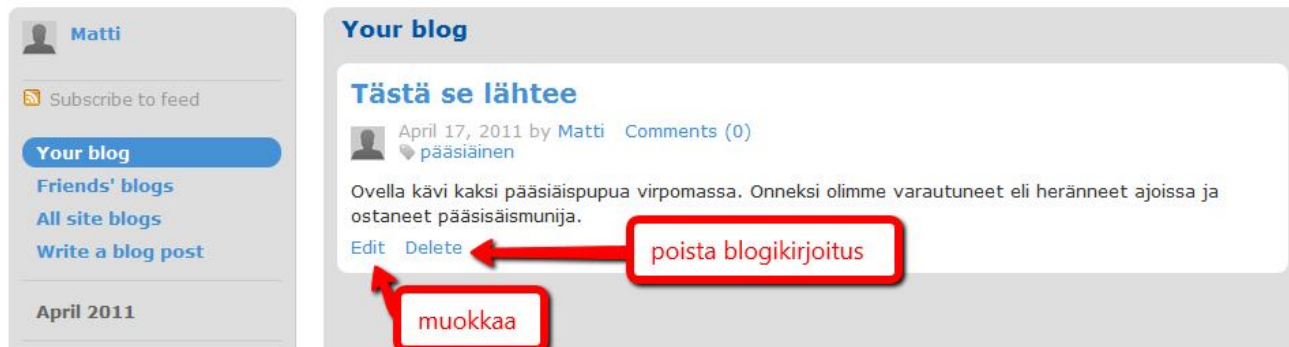 Matti
Subscribe to feed
Your blog
Friends' blogs
All site blogs
Write a blog post
April 2011
Your blog
Tästä se lähtee
April 17, 2011 by Matti Comments (0)
pääsiäinen
Ovella kävi kaksi pääsiäispupua virpomassa. Onneksi olimme varautuneet eli heränneet ajoissa ja
ostaneet pääsisäismunija.
Edit Delete
poista blogikirjoitus
muokkaa